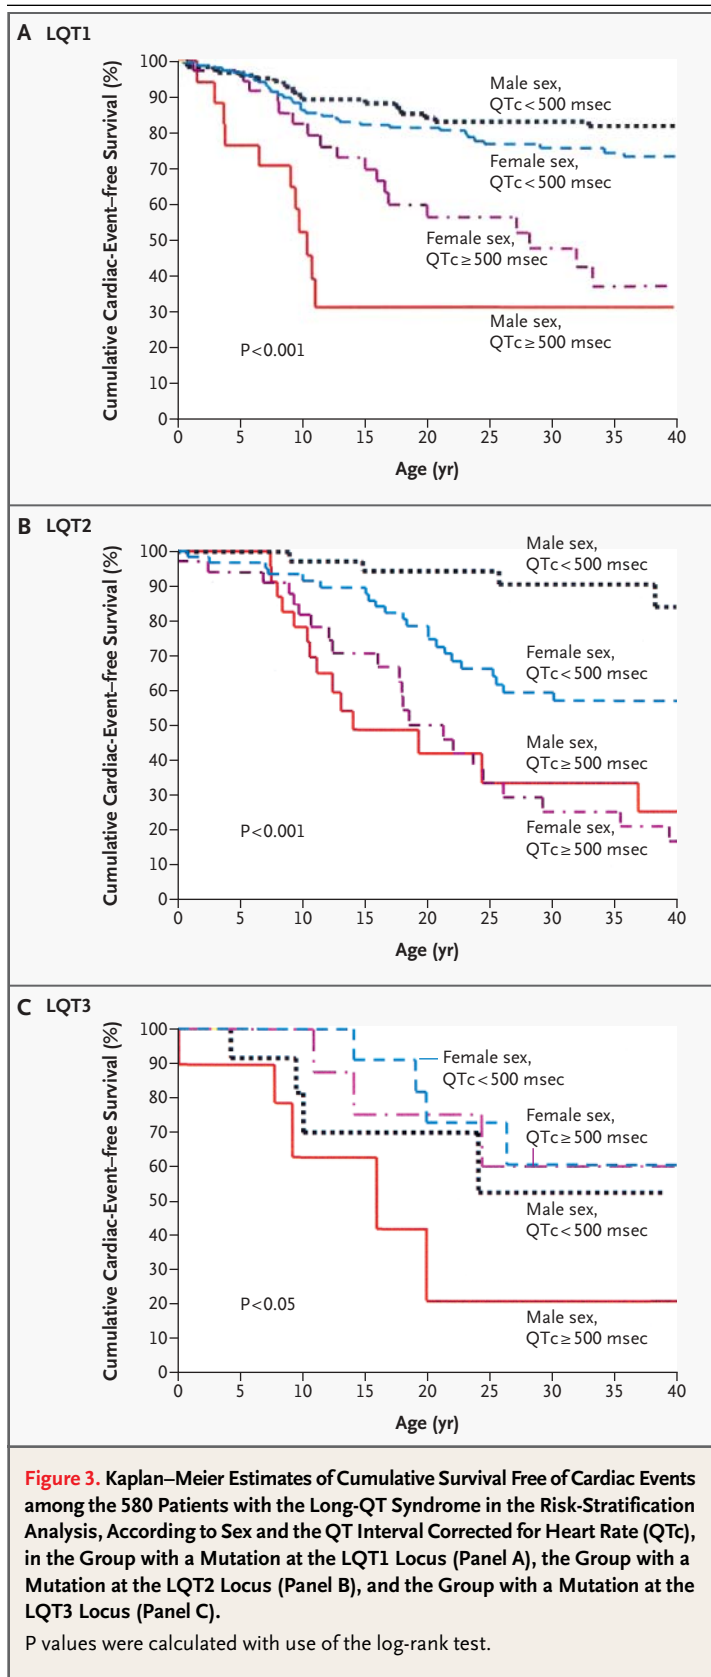 A LQT1
Cumulative Cardiac-Event–free Survival (%)
100
90
80
70
60
50
40
30
20
10
0
Male sex,
QTc<500 msec
Female sex,
QTc<500 msec
Female sex,
QTc≥500 msec
Male sex,
QTc≥500 msec
P<0.001
0 5 10 15 20 25 30 35 40
Age (yr)
B LQT2
Cumulative Cardiac-Event–free Survival (%)
100
90
80
70
60
50
40
30
20
10
0
Male sex,
QTc<500 msec
Female sex,
QTc<500 msec
Male sex,
QTc≥500 msec
Female sex,
QTc≥500 msec
P<0.001
0 5 10 15 20 25 30 35 40
Age (yr)
C LQT3
Cumulative Cardiac-Event–free Survival (%)
100
90
80
70
60
50
40
30
20
10
0
Female sex,
QTc<500 msec
Female sex,
QTc≥500 msec
Male sex,
QTc<500 msec
Male sex,
QTc≥500 msec
P<0.05
0 5 10 15 20 25 30 35 40
Age (yr)
Figure 3. Kaplan–Meier Estimates of Cumulative Survival Free of Cardiac Events
among the 580 Patients with the Long-QT Syndrome in the Risk-Stratification
Analysis, According to Sex and the QT Interval Corrected for Heart Rate (QTc),
in the Group with a Mutation at the LQT1 Locus (Panel A), the Group with a
Mutation at the LQT2 Locus (Panel B), and the Group with a Mutation at the
LQT3 Locus (Panel C).
P values were calculated with use of the log-rank test.